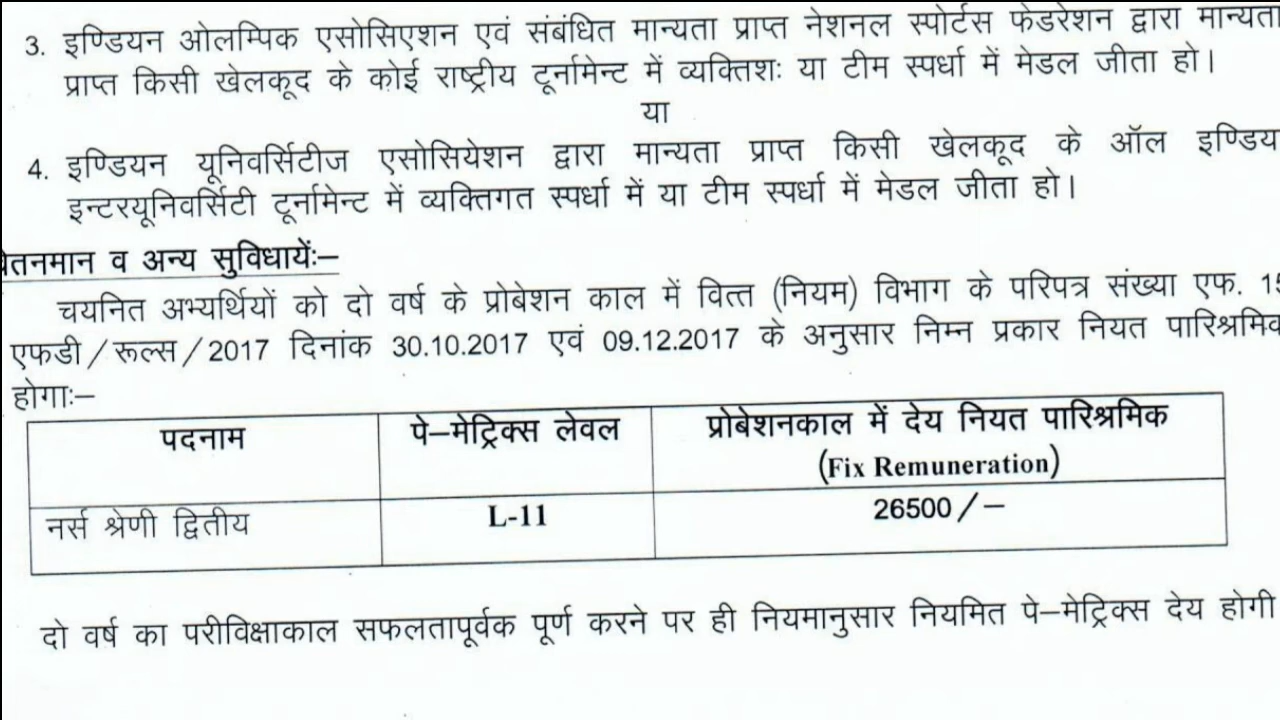 3. इण्डियन ओलम्पिक एसोसिएशन एवं संबंधित मान्यता प्राप्त नेशनल स्पोर्टस फेडरेशन द्वारा मान्यता
प्राप्त किसी खेलकूद के कोई राष्ट्रीय टूर्नामेन्ट में व्यक्तिशः या टीम स्पर्धा में मेडल जीता हो।
या
4. इण्डियन यूनिवर्सिटीज एसोसियेशन द्वारा मान्यता प्राप्त किसी खेलकूद के ऑल इण्डिय
इन्टरयूनिवर्सिटी टूर्नामेन्ट में व्यक्तिगत स्पर्धा में या टीम स्पर्धा में मेडल जीता हो।
वेतनमान व अन्य सुविधायेंः–
चयनित अभ्यर्थियों को दो वर्ष के प्रोबेशन काल में वित्त (नियम) विभाग के परिपत्र संख्या एफ. 15
एफडी/रूल्स/2017 दिनांक 30.10.2017 एवं 09.12.2017 के अनुसार निम्न प्रकार नियत पारिश्रमिक
होगाः–
पदनाम पे–मेट्रिक्स लेवल प्रोबेशनकाल में देय नियत पारिश्रमिक
(Fix Remuneration)
नर्स श्रेणी द्वितीय L-11 26500/–
दो वर्ष का परीविक्षाकाल सफलतापूर्वक पूर्ण करने पर ही नियमानुसार नियमित पे–मेट्रिक्स देय होगी